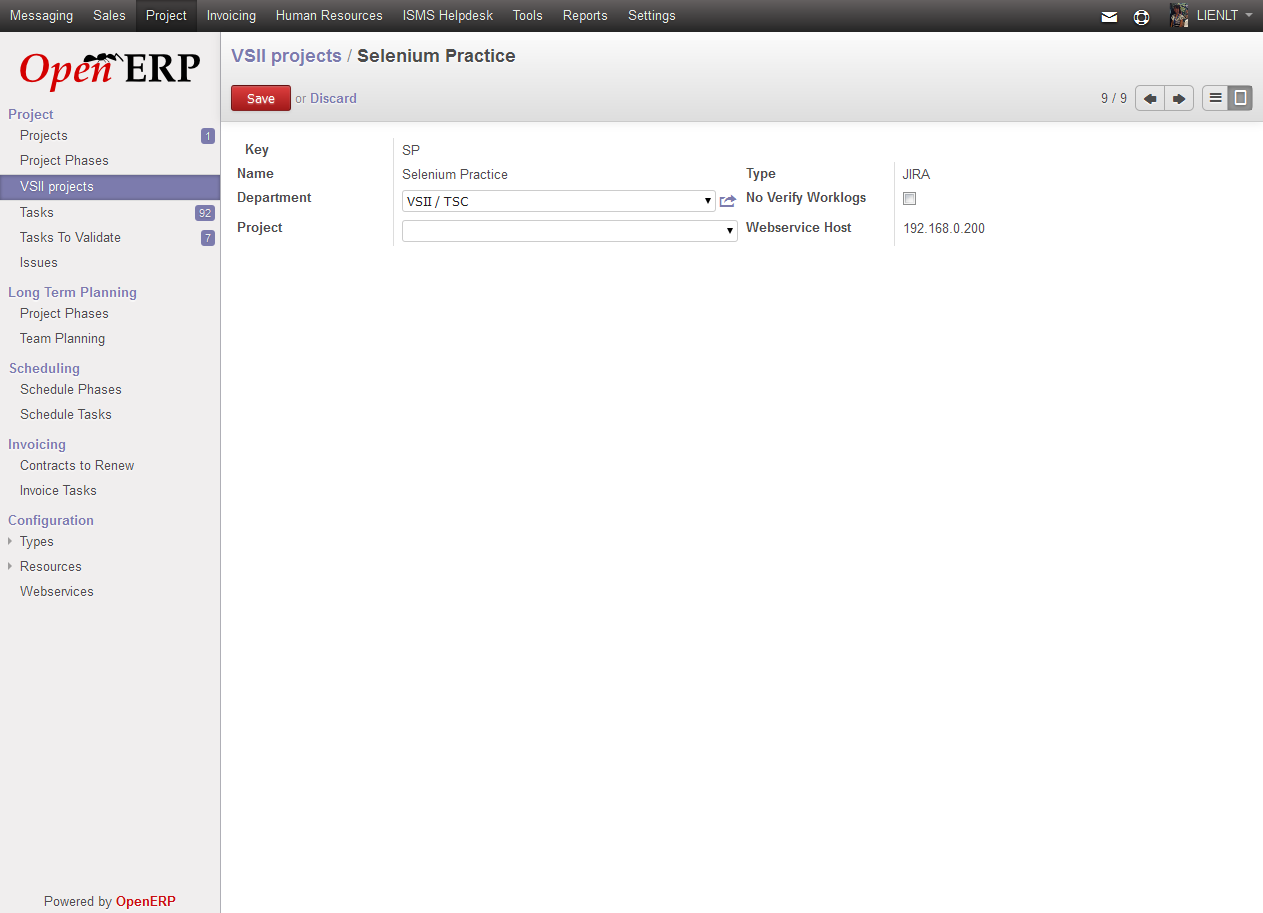 Messaging Sales Project Invoicing Human Resources ISMS Helpdesk Tools Reports Settings LIENLT
Open ERP
VSII projects / Selenium Practice
Save or Discard
9 / 9
Project
Projects 1
Project Phases
VSII projects
Tasks 92
Tasks To Validate 7
Issues
Long Term Planning
Project Phases
Team Planning
Scheduling
Schedule Phases
Schedule Tasks
Invoicing
Contracts to Renew
Invoice Tasks
Configuration
Types
Resources
Webservices
Powered by OpenERP
Key SP
Name Selenium Practice Type JIRA
Department VSII / TSC No Verify Worklogs
Project Webservice Host 192.168.0.200